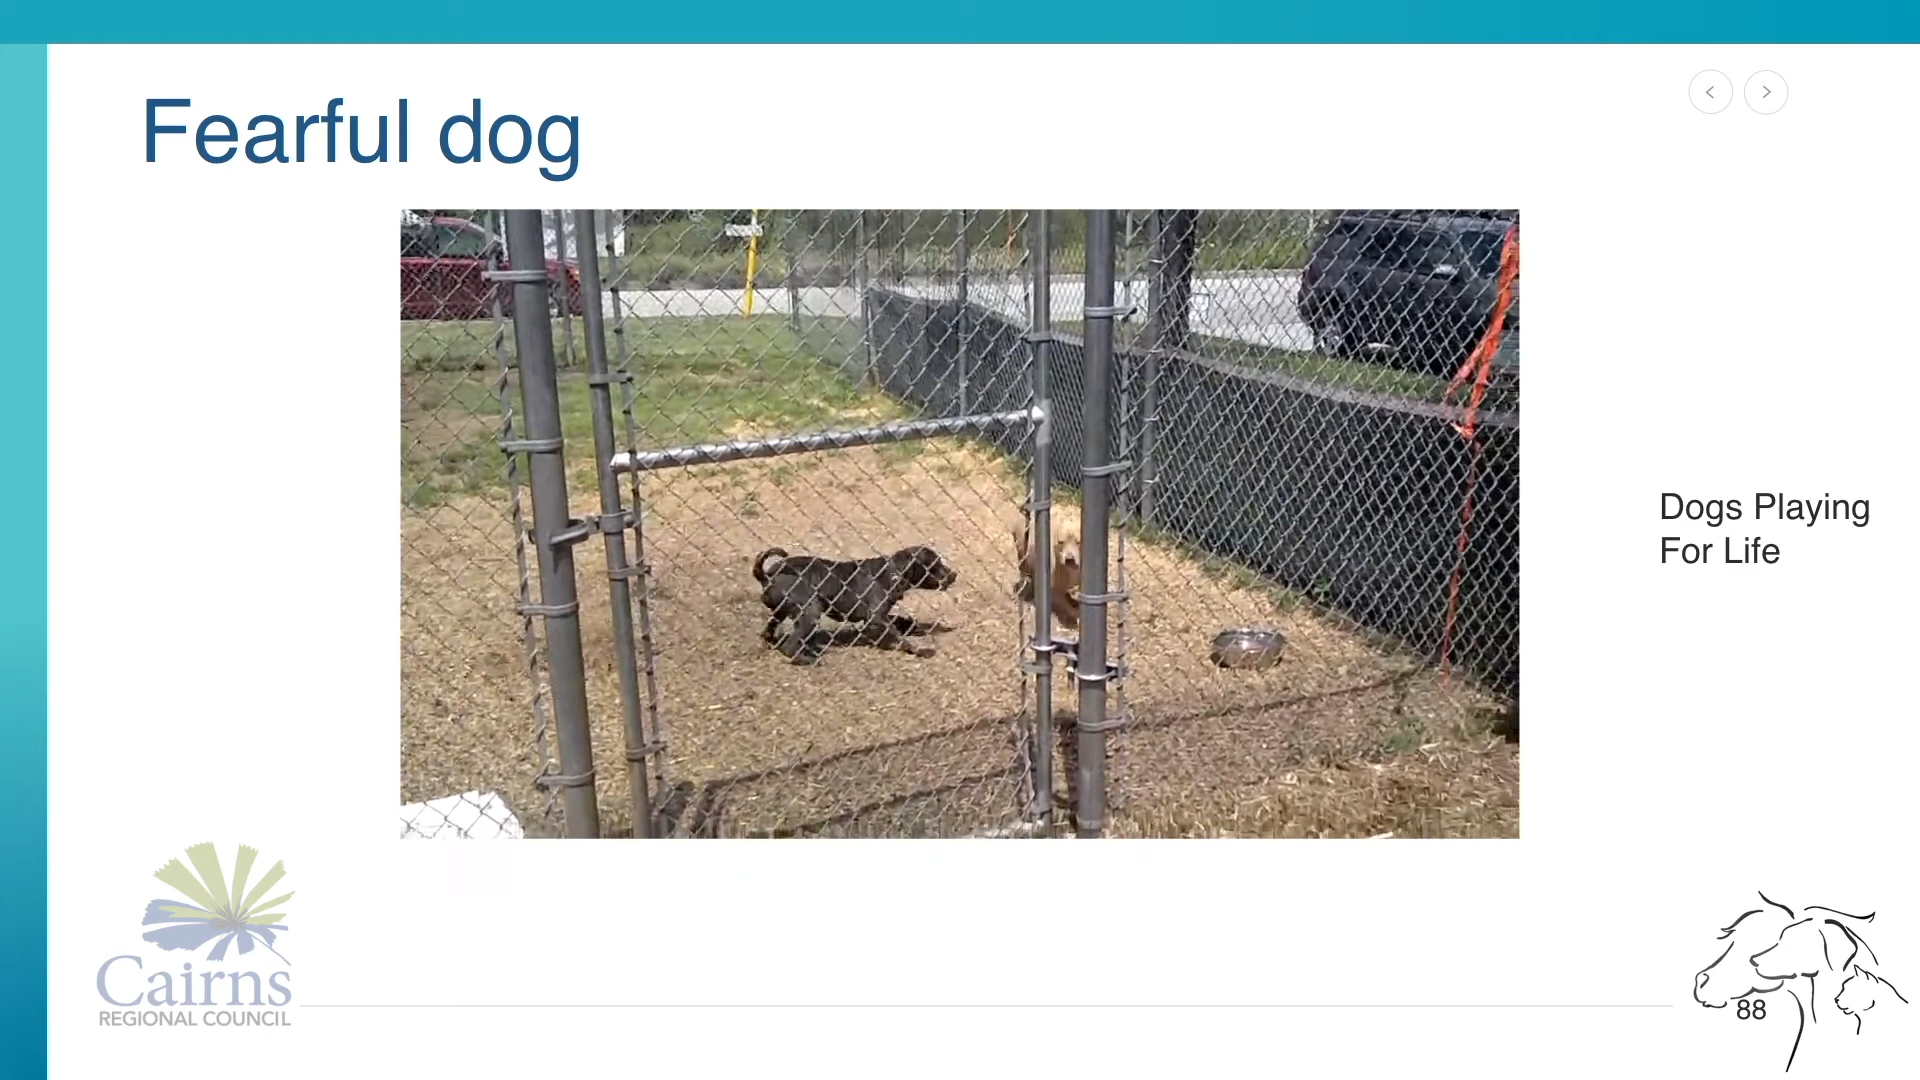 Fearful dog
Dogs Playing
For Life
Cairns
REGIONAL COUNCIL
88